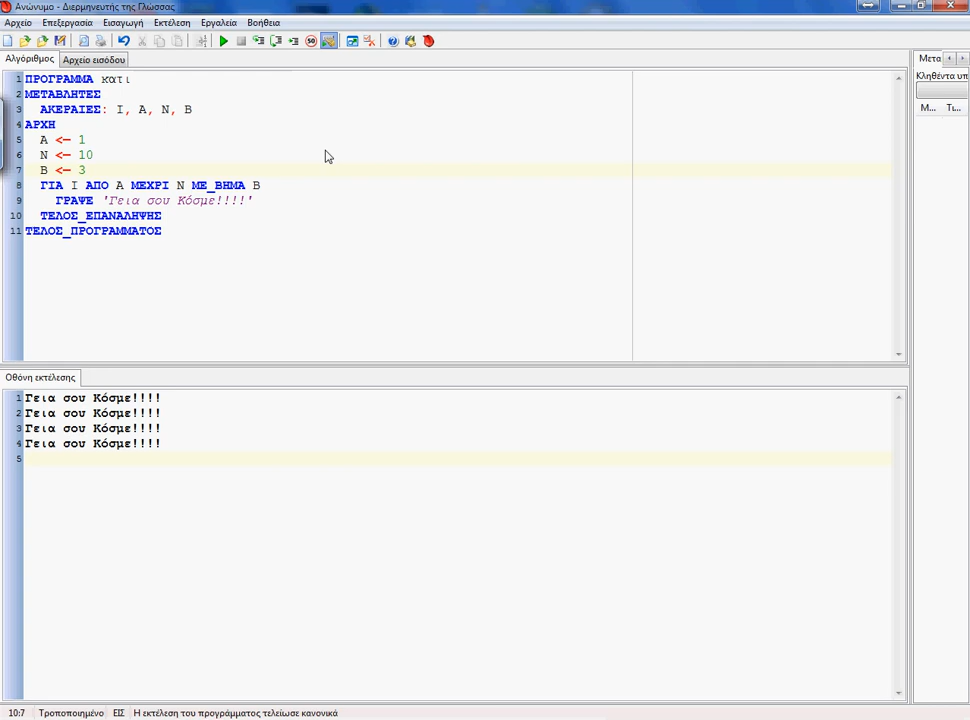 Ανώνυμο - Διερμηνευτής της Γλώσσας
Αρχείο Επεξεργασία Εισαγωγή Εκτέλεση Εργαλεία Βοήθεια
Αλγόριθμος Αρχείο εισόδου
1 ΠΡΟΓΡΑΜΜΑ κατι
2 ΜΕΤΑΒΛΗΤΕΣ
3 ΑΚΕΡΑΙΕΣ: Ι, Α, Ν, Β
4 ΑΡΧΗ
5 Α <- 1
6 Ν <- 10
7 Β <- 3
8 ΓΙΑ Ι ΑΠΟ Α ΜΕΧΡΙ Ν ΜΕ_ΒΗΜΑ Β
9 ΓΡΑΨΕ 'Γεια σου Κόσμε!!!!'
10 ΤΕΛΟΣ_ΕΠΑΝΑΛΗΨΗΣ
11 ΤΕΛΟΣ_ΠΡΟΓΡΑΜΜΑΤΟΣ
Μετα
Κληθέντα υπ
Μ... Τι...
Οθόνη εκτέλεσης
1 Γεια σου Κόσμε!!!!
2 Γεια σου Κόσμε!!!!
3 Γεια σου Κόσμε!!!!
4 Γεια σου Κόσμε!!!!
5
10:7 Τροποποιημένο ΕΙΣ Η εκτέλεση του προγράμματος τελείωσε κανονικά